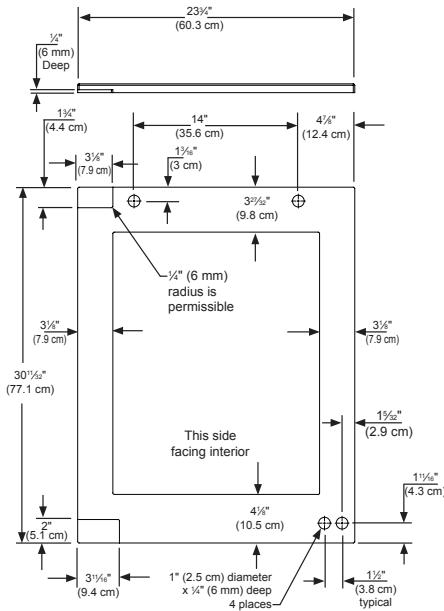 23¾"
(60.3 cm)
¼"
(6 mm)
Deep
1¾"
(4.4 cm)
14"
(35.6 cm)
4⅞"
(12.4 cm)
3⅛"
(7.9 cm)
1³⁄₁₆"
(3 cm)
3²⁷⁄₃₂"
(9.8 cm)
¼" (6 mm)
radius is
permissible
3⅛"
(7.9 cm)
3⅛"
(7.9 cm)
30¹¹⁄₃₂"
(77.1 cm)
1⁵⁄₃₂"
(2.9 cm)
This side
facing interior
1¹¹⁄₁₆"
(4.3 cm)
2"
(5.1 cm)
4⅛"
(10.5 cm)
3¹¹⁄₁₆"
(9.4 cm)
1" (2.5 cm) diameter
x ¼" (6 mm) deep
4 places
1½"
(3.8 cm)
typical